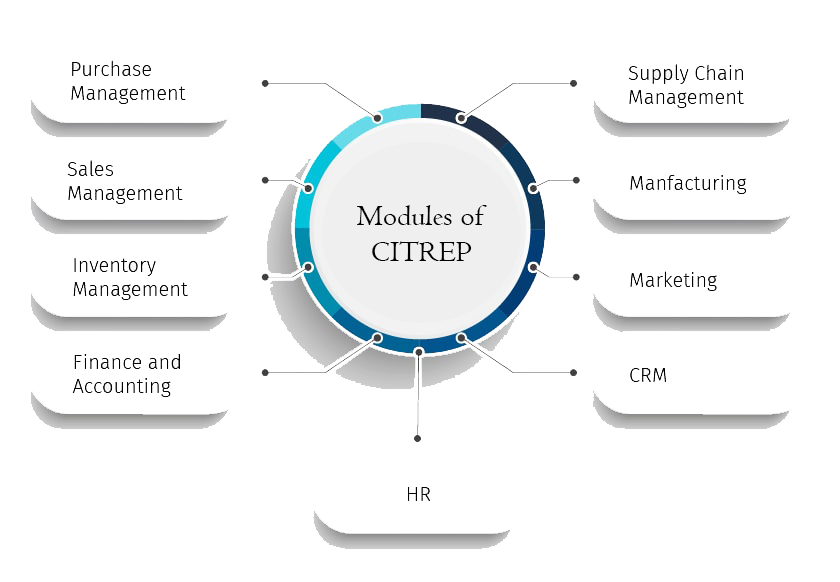 Purchase
Management
Sales
Management
Inventory
Management
Finance and
Accounting
Modules of
CITREP
Supply Chain
Management
Manfacturing
Marketing
CRM
HR